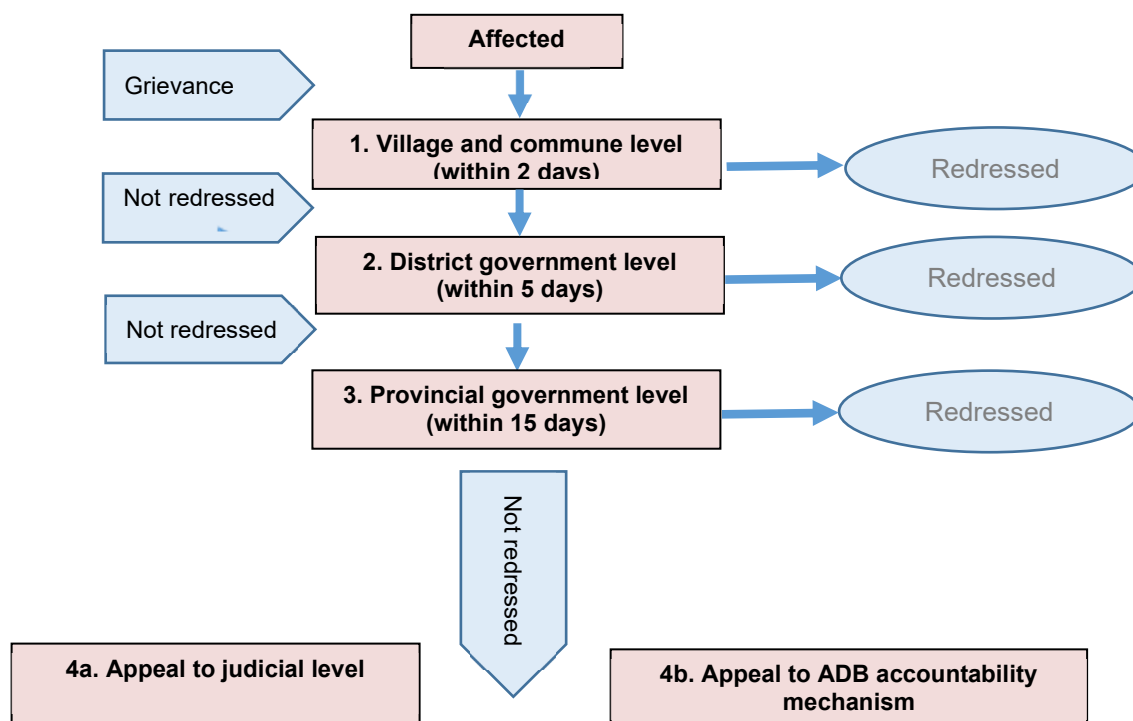 Affected
Grievance
1. Village and commune level
(within 2 days)
Redressed
Not redressed
2. District government level
(within 5 days)
Redressed
Not redressed
3. Provincial government level
(within 15 days)
Redressed
Not redressed
4a. Appeal to judicial level
4b. Appeal to ADB accountability
mechanism